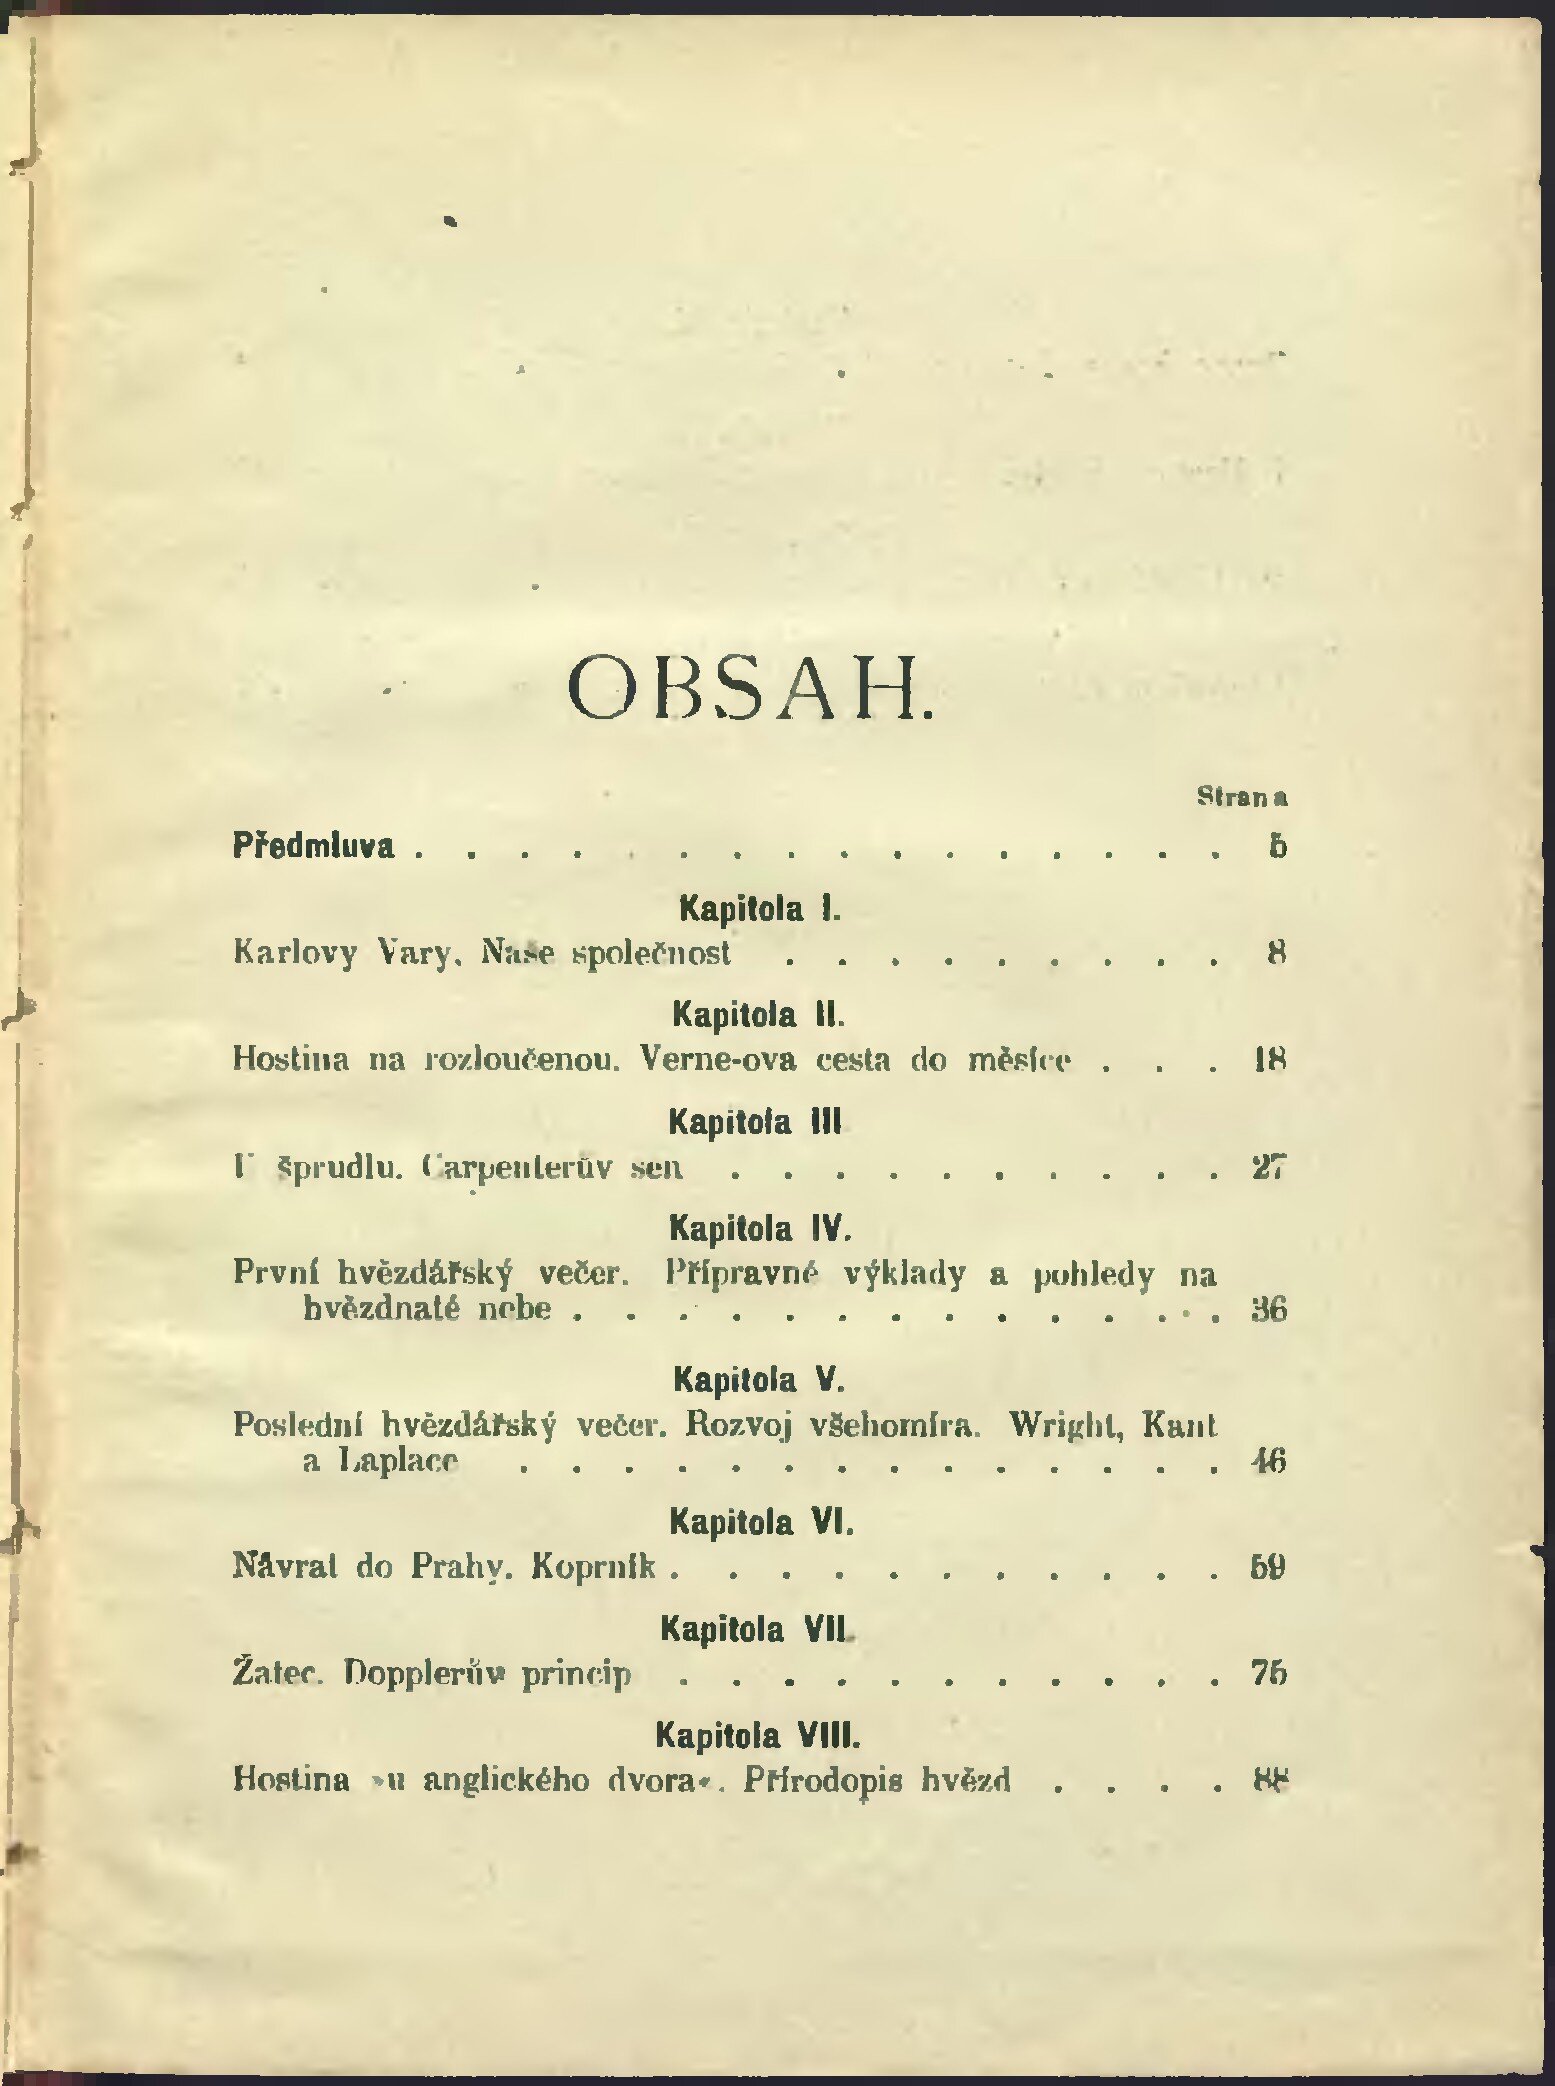 OBSAH.
Strana
Předmluva . . . . . . . . . . . . . . . . 5
Kapitola I.
Karlovy Vary. Naše společnost . . . . . . . . . 8
Kapitola II.
Hostina na rozloučenou. Verne-ova cesta do měsíce . . . 18
Kapitola III
U šprudlu. Carpenterův sen . . . . . . . . . . 27
Kapitola IV.
První hvězdářský večer. Přípravné výklady a pohledy na
hvězdnaté nebe . . . . . . . . . . . . . 36
Kapitola V.
Poslední hvězdářský večer. Rozvoj všehomíra. Wright, Kant
a Laplace . . . . . . . . . . . . . . 46
Kapitola VI.
Návrat do Prahy. Koprník . . . . . . . . . . . 59
Kapitola VII.
Žatec. Dopplerův princip . . . . . . . . . . . 75
Kapitola VIII.
Hostina »u anglického dvora«. Přírodopis hvězd . . . . 88